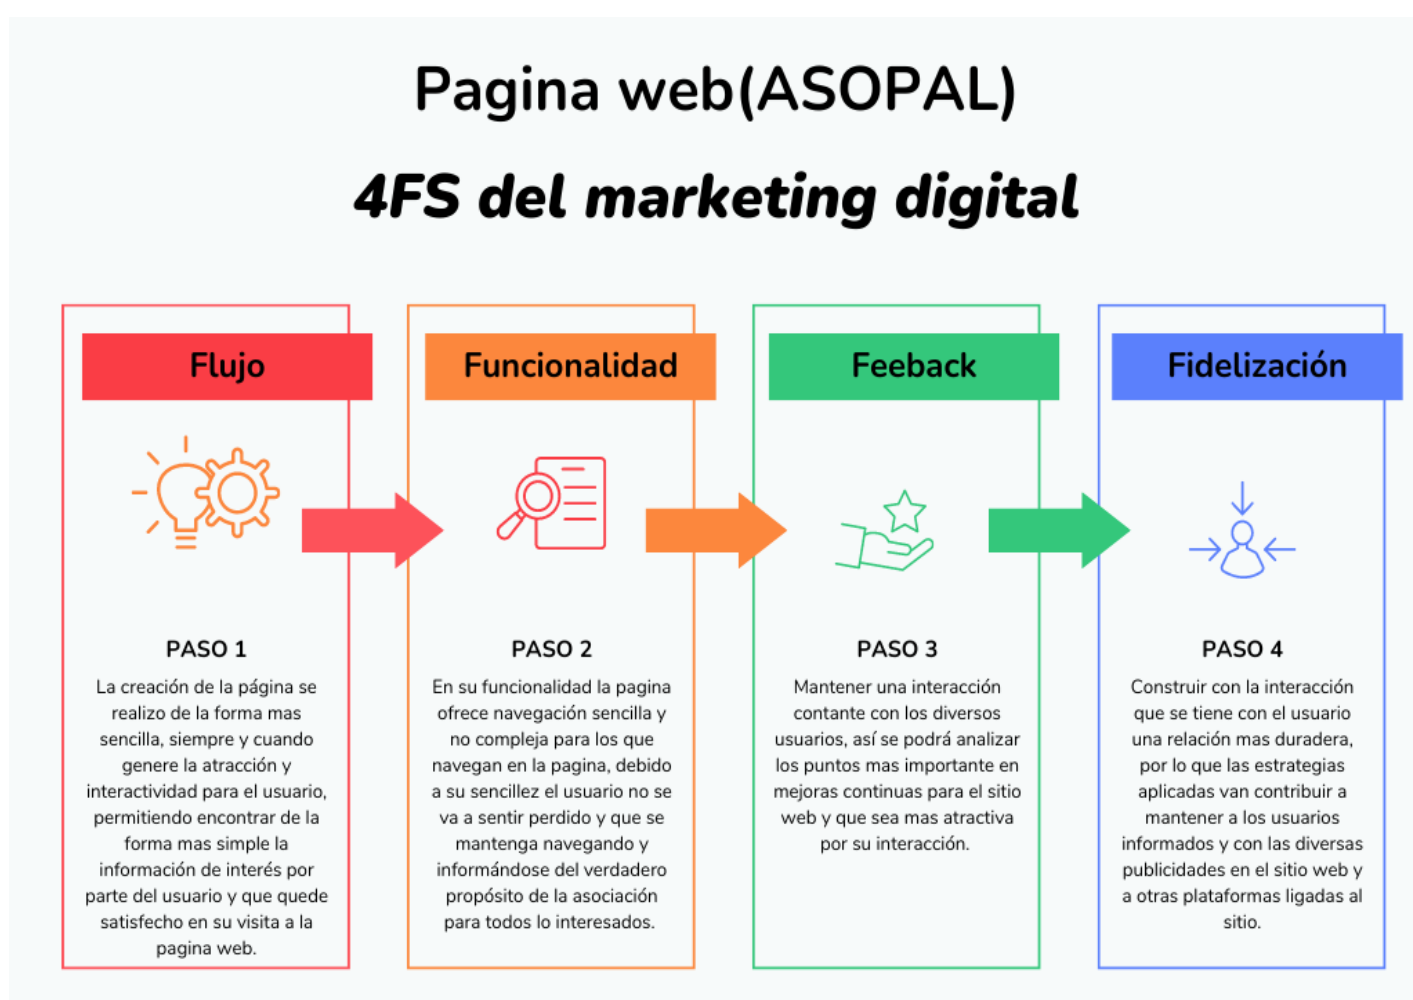 Pagina web(ASOPAL)
4FS del marketing digital
Flujo
PASO 1
La creación de la página se
realizo de la forma mas
sencilla, siempre y cuando
genere la atracción y
interactividad para el usuario,
permitiendo encontrar de la
forma mas simple la
información de interés por
parte del usuario y que quede
satisfecho en su visita a la
pagina web.
Funcionalidad
PASO 2
En su funcionalidad la pagina
ofrece navegación sencilla y
no compleja para los que
navegan en la pagina, debido
a su sencillez el usuario no se
va a sentir perdido y que se
mantenga navegando y
informándose del verdadero
propósito de la asociación
para todos lo interesados.
Feeback
PASO 3
Mantener una interacción
contante con los diversos
usuarios, así se podrá analizar
los puntos mas importante en
mejoras continuas para el sitio
web y que sea mas atractiva
por su interacción.
Fidelización
PASO 4
Construir con la interacción
que se tiene con el usuario
una relación mas duradera,
por lo que las estrategias
aplicadas van contribuir a
mantener a los usuarios
informados y con las diversas
publicidades en el sitio web y
a otras plataformas ligadas al
sitio.